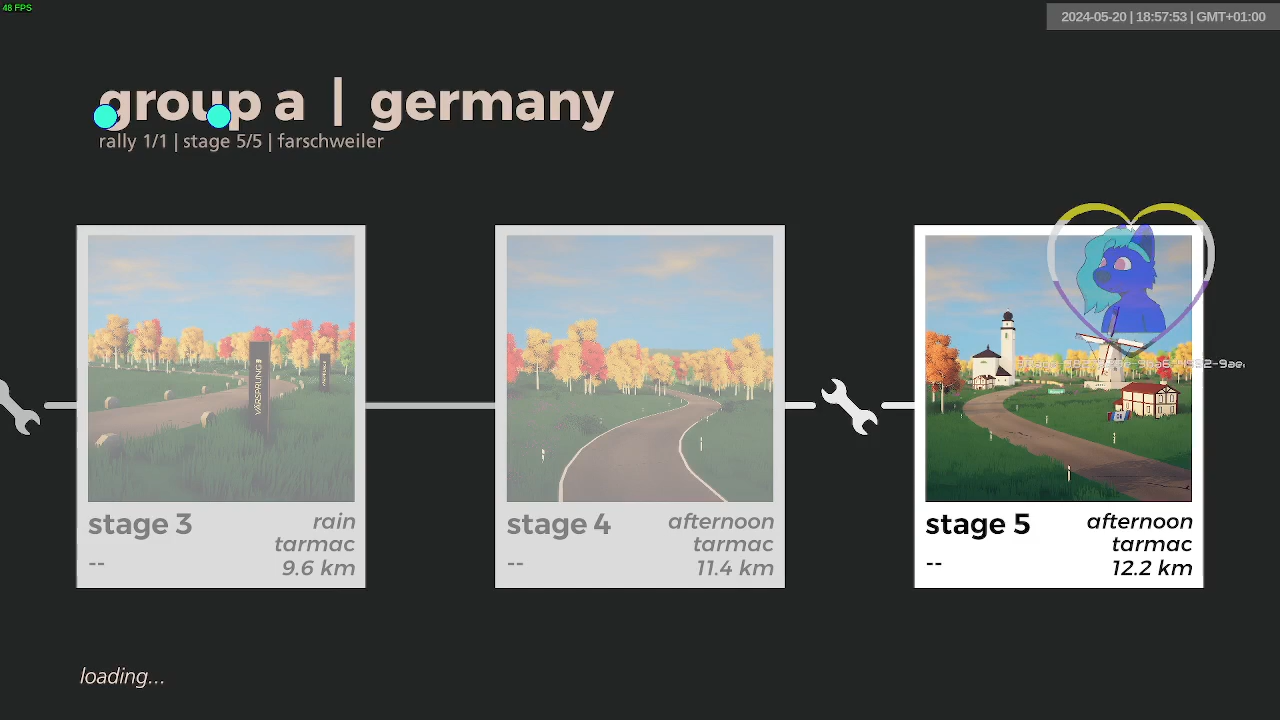 48 FPS
2024-05-20 | 18:57:53 | GMT+01:00
group a | germany
rally 1/1 | stage 5/5 | farschweiler
VÄRSPRUNG
stage 3
rain
tarmac
--
9.6 km
stage 4
afternoon
tarmac
--
11.4 km
stage 5
afternoon
tarmac
--
12.2 km
loading...